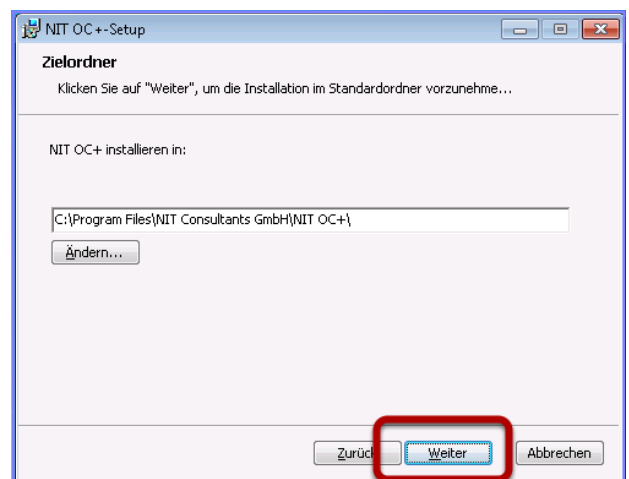 NIT OC+-Setup
Zielordner
Klicken Sie auf "Weiter", um die Installation im Standardordner vorzunehme...
NIT OC+ installieren in:
C:\Program Files\NIT Consultants GmbH\NIT OC+\
Ändern...
Zurück Weiter Abbrechen